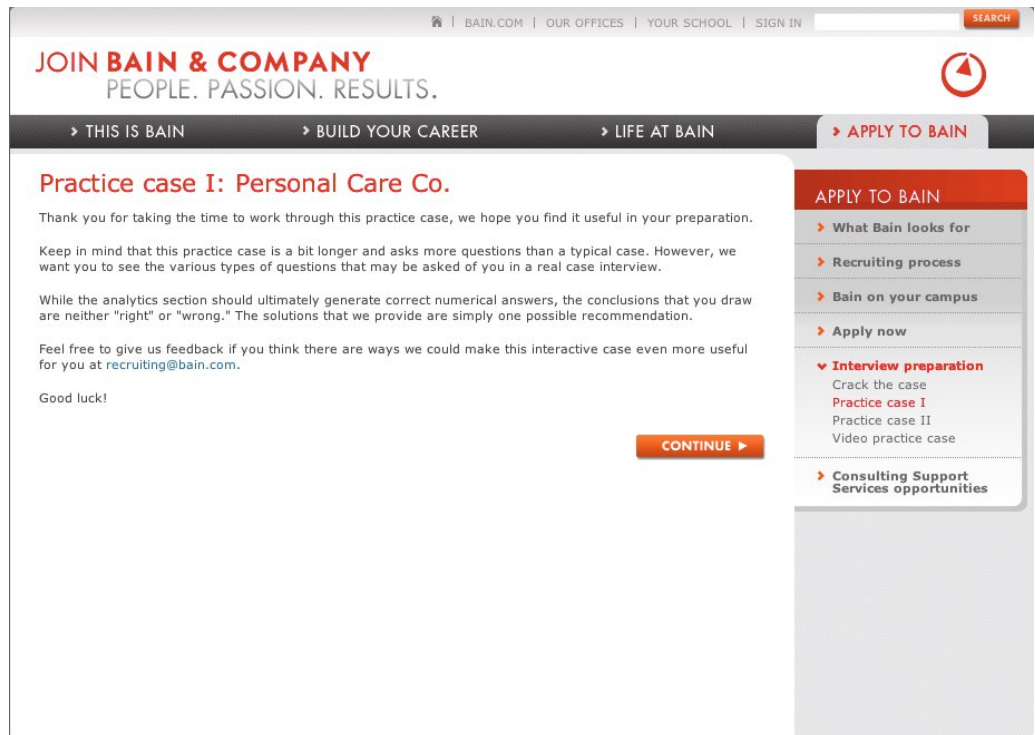 BAIN.COM | OUR OFFICES | YOUR SCHOOL | SIGN IN
SEARCH
JOIN BAIN & COMPANY
PEOPLE. PASSION. RESULTS.
THIS IS BAIN
BUILD YOUR CAREER
LIFE AT BAIN
APPLY TO BAIN
Practice case I: Personal Care Co.
Thank you for taking the time to work through this practice case, we hope you find it useful in your preparation.
Keep in mind that this practice case is a bit longer and asks more questions than a typical case. However, we
want you to see the various types of questions that may be asked of you in a real case interview.
While the analytics section should ultimately generate correct numerical answers, the conclusions that you draw
are neither "right" or "wrong." The solutions that we provide are simply one possible recommendation.
Feel free to give us feedback if you think there are ways we could make this interactive case even more useful
for you at recruiting@bain.com.
Good luck!
CONTINUE
APPLY TO BAIN
What Bain looks for
Recruiting process
Bain on your campus
Apply now
Interview preparation
Crack the case
Practice case I
Practice case II
Video practice case
Consulting Support
Services opportunities